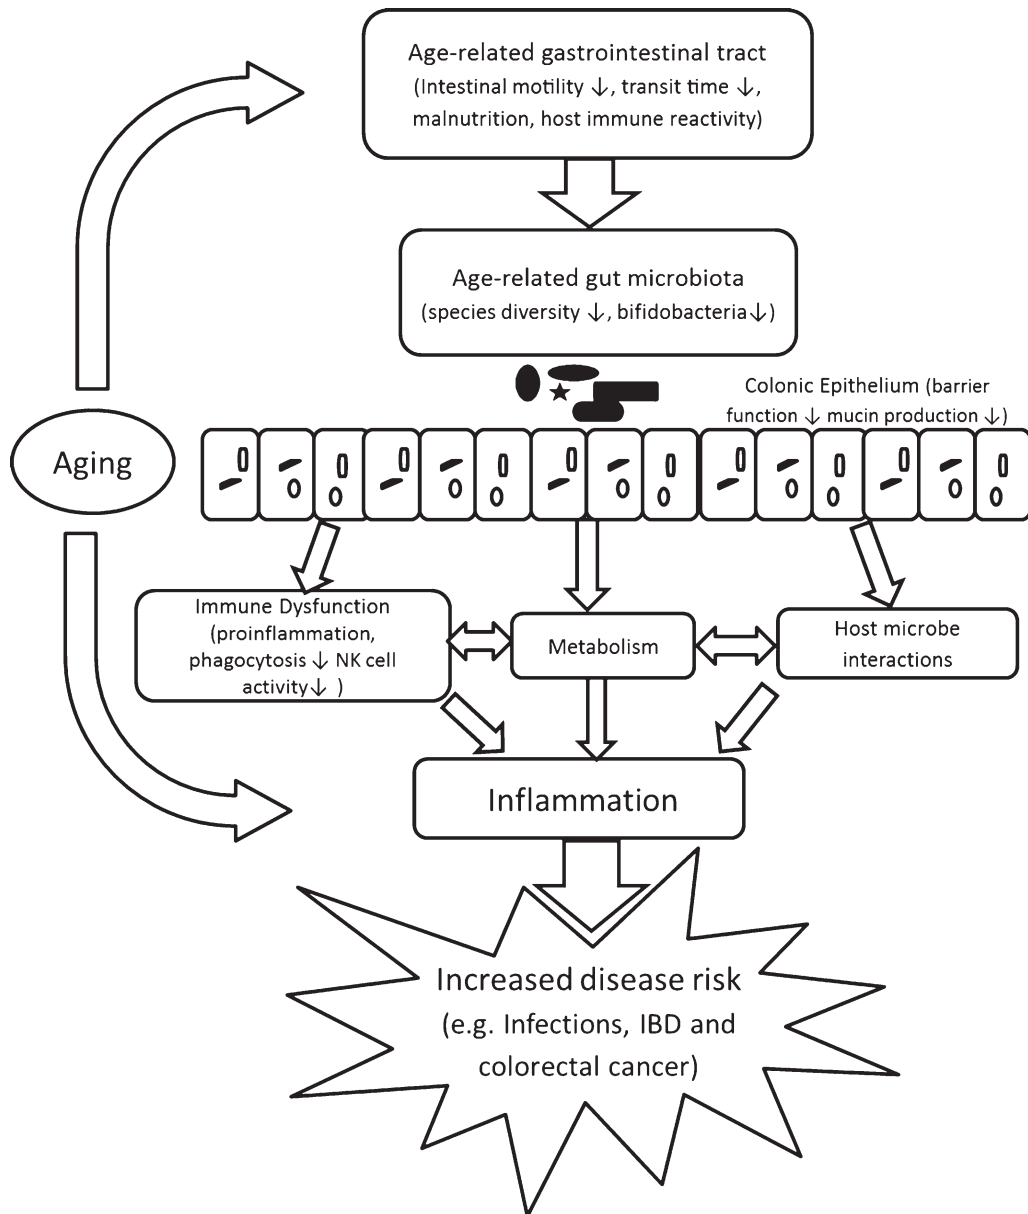 Age-related gastrointestinal tract
(Intestinal motility ↓, transit time ↓,
malnutrition, host immune reactivity)
Age-related gut microbiota
(species diversity ↓, bifidobacteria↓)
Colonic Epithelium (barrier
function ↓ mucin production ↓)
Aging
Immune Dysfunction
(proinflammation,
phagocytosis ↓ NK cell
activity↓ )
Metabolism
Host microbe
interactions
Inflammation
Increased disease risk
(e.g. Infections, IBD and
colorectal cancer)